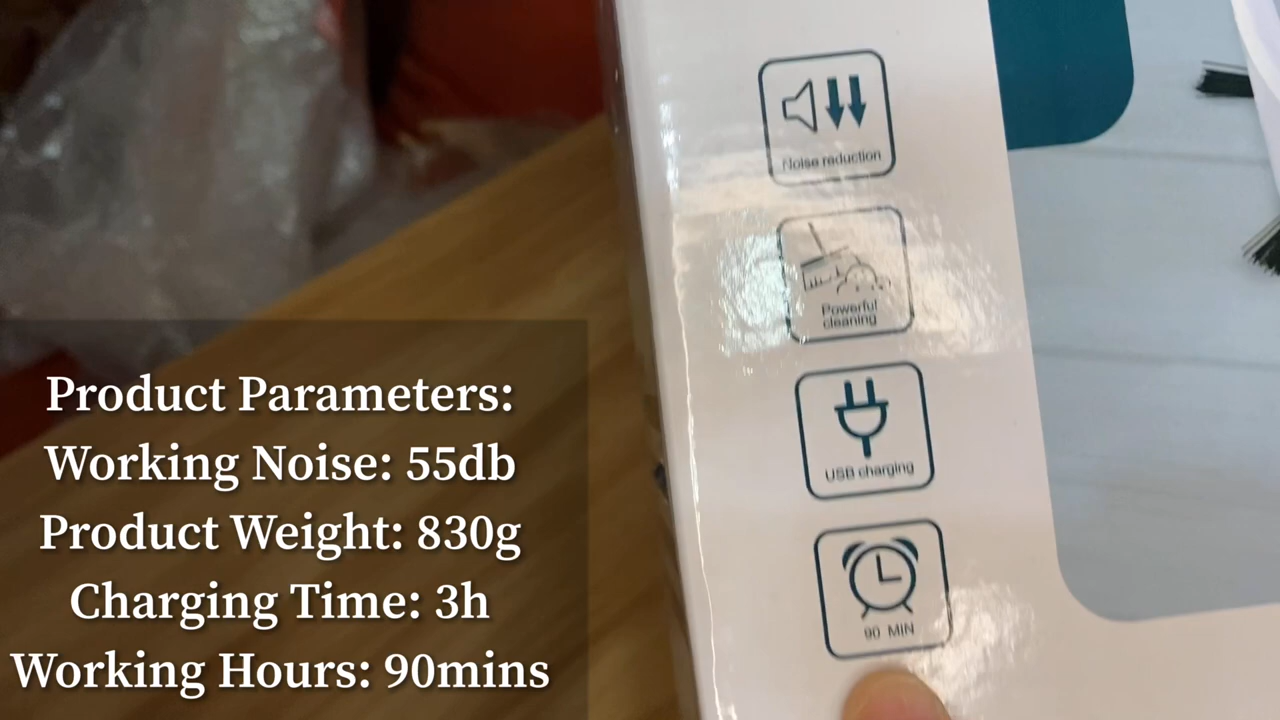 Product Parameters:
Working Noise: 55db
Product Weight: 830g
Charging Time: 3h
Working Hours: 90mins
Noise reduction
Powerful
cleaning
USB charging
90 MIN